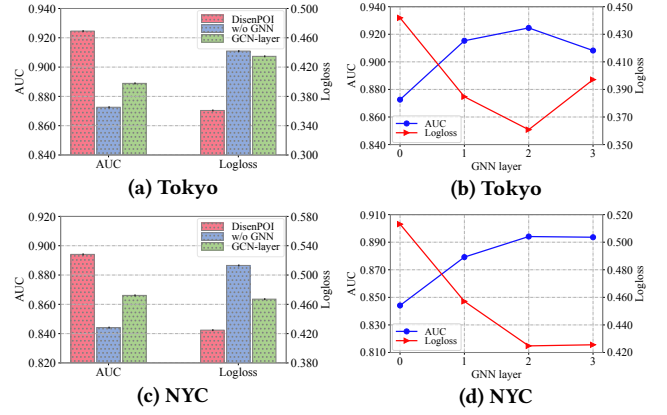 0.940
0.920
0.900
0.880
0.860
0.840
AUC
DisenPOI
w/o GNN
GCN-layer
0.500
0.460
0.420
0.380
0.340
0.300
Logloss
AUC
Logloss
(a) Tokyo
0.940
0.920
0.900
0.880
0.860
0.840
AUC
AUC
Logloss
0.450
0.430
0.410
0.390
0.370
0.350
Logloss
0 1 2 3
GNN layer
(b) Tokyo
0.920
0.900
0.880
0.860
0.840
0.820
AUC
DisenPOI
w/o GNN
GCN-layer
0.580
0.540
0.500
0.460
0.420
0.380
Logloss
AUC
Logloss
(c) NYC
0.910
0.890
0.870
0.850
0.830
0.810
AUC
AUC
Logloss
0.520
0.500
0.480
0.460
0.440
0.420
Logloss
0 1 2 3
GNN layer
(d) NYC